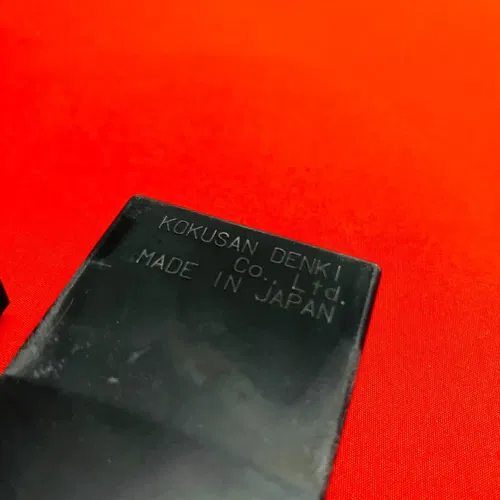 KOKUSAN DENKI
Co., Ltd.
MADE IN JAPAN